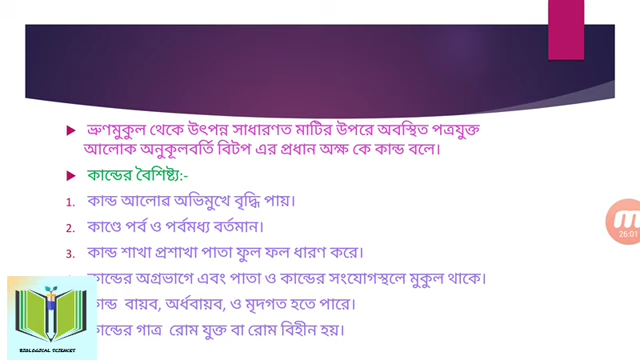 ভ্রুণমুকুল থেকে উৎপন্ন সাধারণত মাটির উপরে অবস্থিত পত্রযুক্ত
আলোক অনুকূলবর্তি বিটপ এর প্রধান অক্ষ কে কান্ড বলে।
কান্ডের বৈশিষ্ট্য:-
1. কান্ড আলোৱ অভিমুখে বৃদ্ধি পায়।
2. কাণ্ডে পর্ব ও পর্বমধ্য বর্তমান।
3. কান্ড শাখা প্রশাখা পাতা ফুল ফল ধারণ করে।
কান্ডের অগ্রভাগে এবং পাতা ও কান্ডের সংযোগস্থলে মুকুল থাকে।
কান্ড বায়ব, অর্ধবায়ব, ও মৃদগত হতে পারে।
কান্ডের গাত্র রোম যুক্ত বা রোম বিহীন হয়।
26:01
BIOLOGICAL SCIENCET